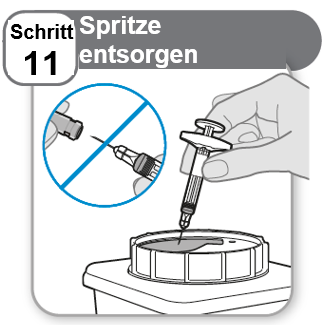 Schritt
11
Spritze
entsorgen